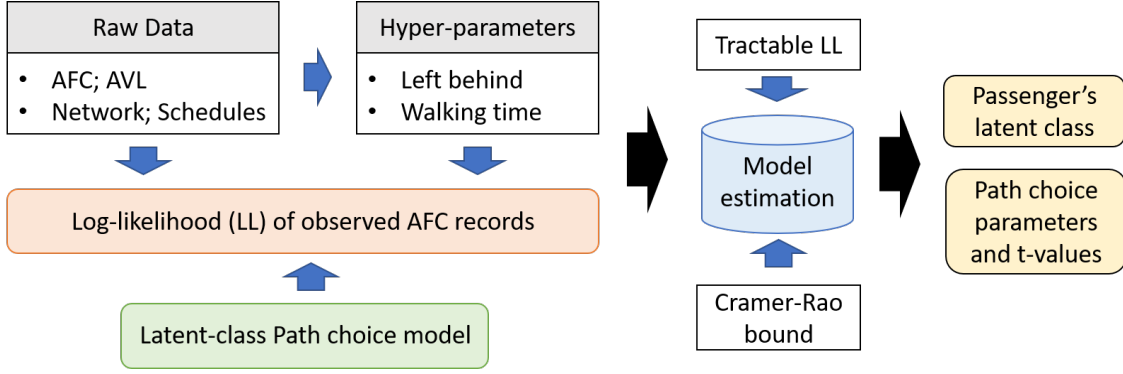 Raw Data
• AFC; AVL
• Network; Schedules
Hyper-parameters
• Left behind
• Walking time
Log-likelihood (LL) of observed AFC records
Latent-class Path choice model
Tractable LL
Model
estimation
Cramer-Rao
bound
Passenger's
latent class
Path choice
parameters
and t-values